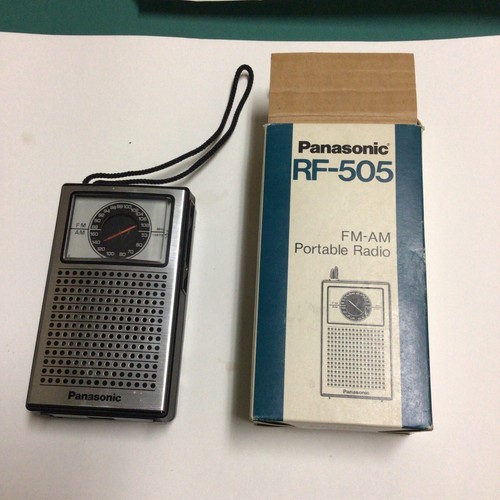 FM
AM
Panasonic
Panasonic
RF-505
FM-AM
Portable Radio
Panasonic